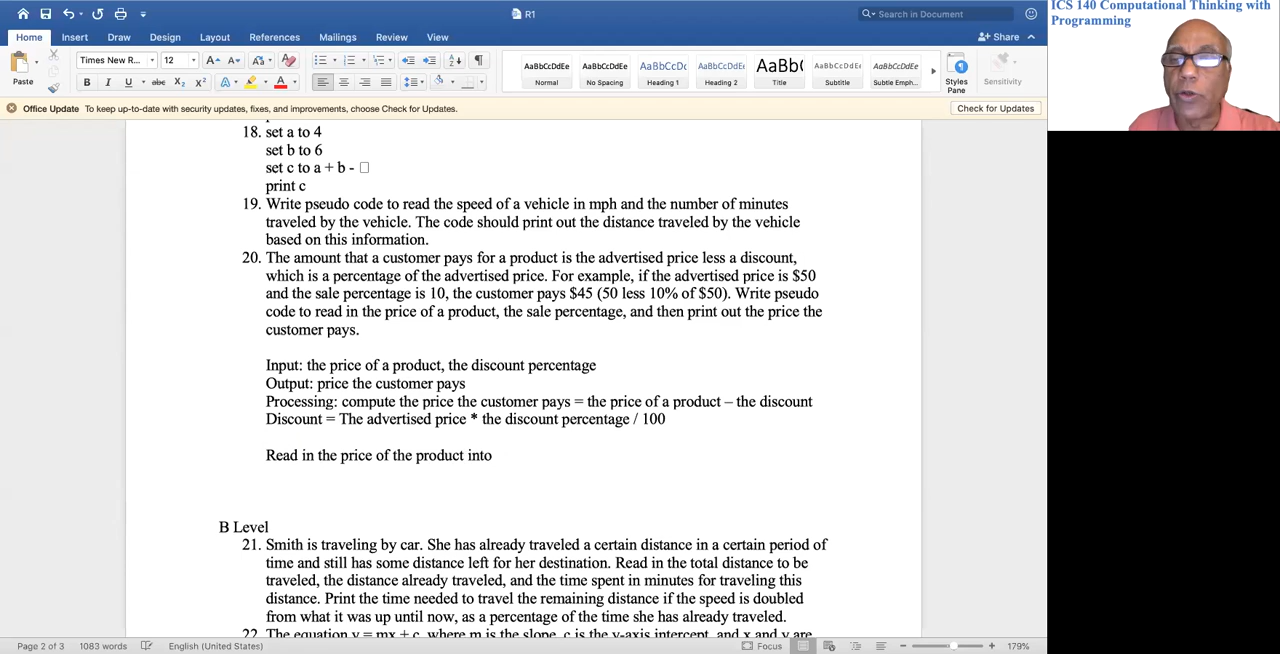 R1
Search in Document
ICS 140 Computational Thinking with
Programming
Home Insert Draw Design Layout References Mailings Review View
Share
Paste
Times New R... 12
AaBbCcDdEe AaBbCcDdEe AaBbCcDc AaBbCcDdEe AaBb( AaBbCcDdEe AaBbCcDdEe
Normal No Spacing Heading 1 Heading 2 Title Subtitle Subtle Emph...
Styles
Pane
Sensitivity
Office Update To keep up-to-date with security updates, fixes, and improvements, choose Check for Updates.
Check for Updates
18. set a to 4
set b to 6
set c to a + b - □
print c
19. Write pseudo code to read the speed of a vehicle in mph and the number of minutes
traveled by the vehicle. The code should print out the distance traveled by the vehicle
based on this information.
20. The amount that a customer pays for a product is the advertised price less a discount,
which is a percentage of the advertised price. For example, if the advertised price is $50
and the sale percentage is 10, the customer pays $45 (50 less 10% of $50). Write pseudo
code to read in the price of a product, the sale percentage, and then print out the price the
customer pays.
Input: the price of a product, the discount percentage
Output: price the customer pays
Processing: compute the price the customer pays = the price of a product – the discount
Discount = The advertised price * the discount percentage / 100
Read in the price of the product into
B Level
21. Smith is traveling by car. She has already traveled a certain distance in a certain period of
time and still has some distance left for her destination. Read in the total distance to be
traveled, the distance already traveled, and the time spent in minutes for traveling this
distance. Print the time needed to travel the remaining distance if the speed is doubled
from what it was up until now, as a percentage of the time she has already traveled.
22. The equation y = mx + c, where m is the slope, c is the y-axis intercept, and x and y are
Page 2 of 3 1083 words English (United States) Focus 179%